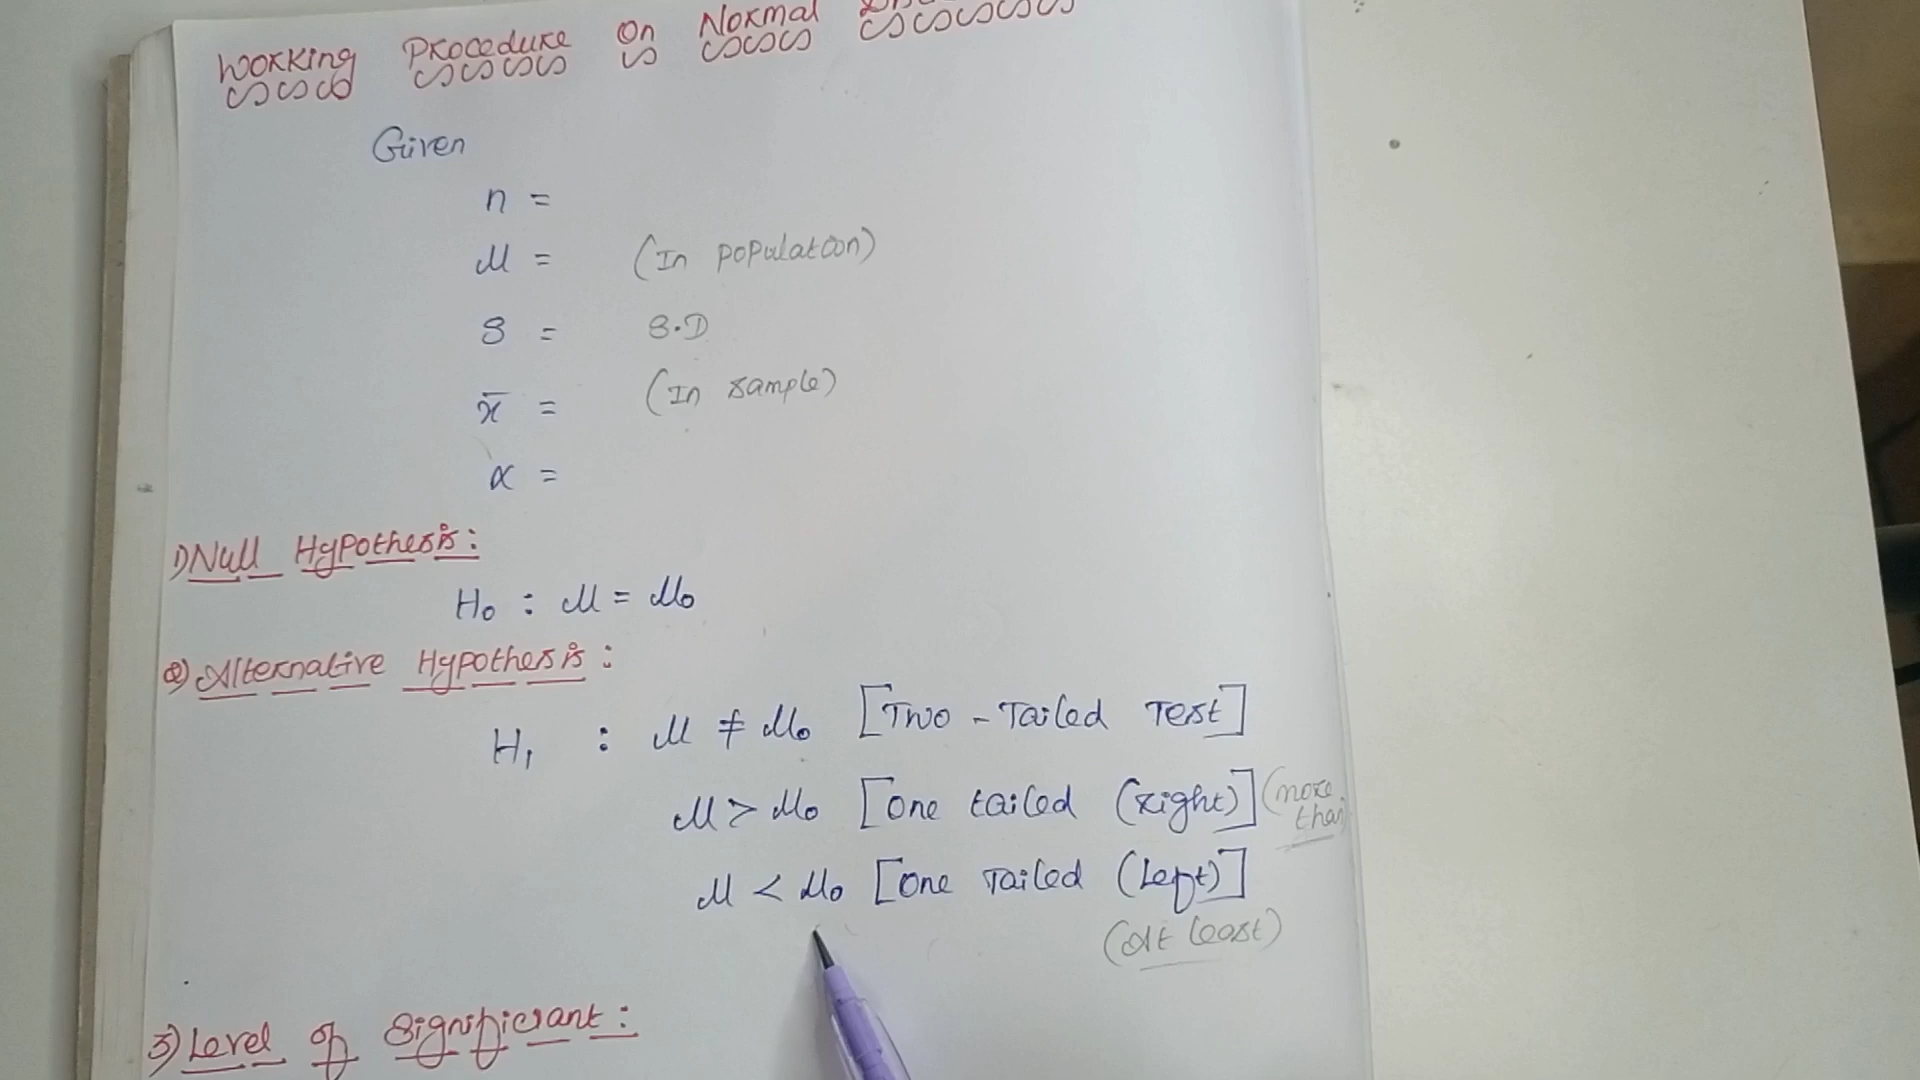 Working Procedure on Normal
Given
n =
μ = (In population)
S = S.D
x̄ = (In sample)
α =
1) Null Hypothesis:
H₀ : μ = μ₀
2) Alternative Hypothesis:
H₁ : μ ≠ μ₀ [Two - Tailed Test]
μ > μ₀ [one tailed (right)] (more than)
μ < μ₀ [one Tailed (Left)]
(At least)
3) Level of Significant: